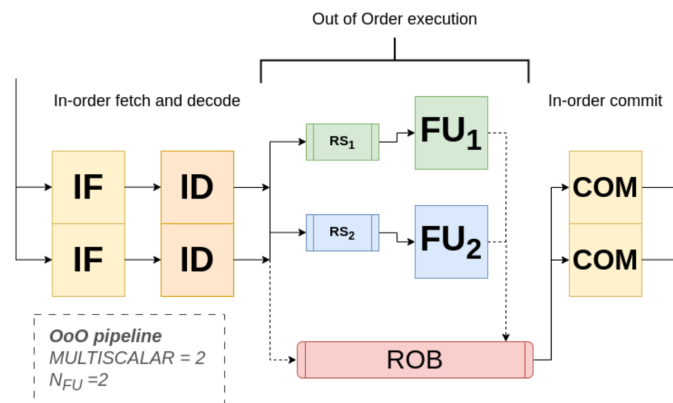 Out of Order execution
In-order fetch and decode
In-order commit
IF
ID
RS1
FU1
COM
IF
ID
RS2
FU2
COM
OoO pipeline
MULTISCALAR = 2
NFU =2
ROB